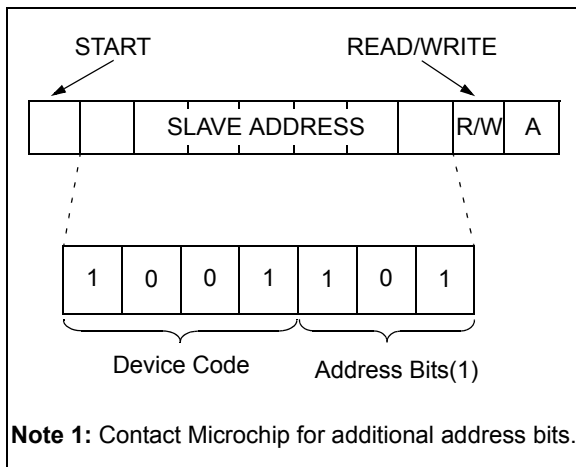 START READ/WRITE
SLAVE ADDRESS R/W A
1 0 0 1 1 0 1
Device Code Address Bits(1)
Note 1: Contact Microchip for additional address bits.